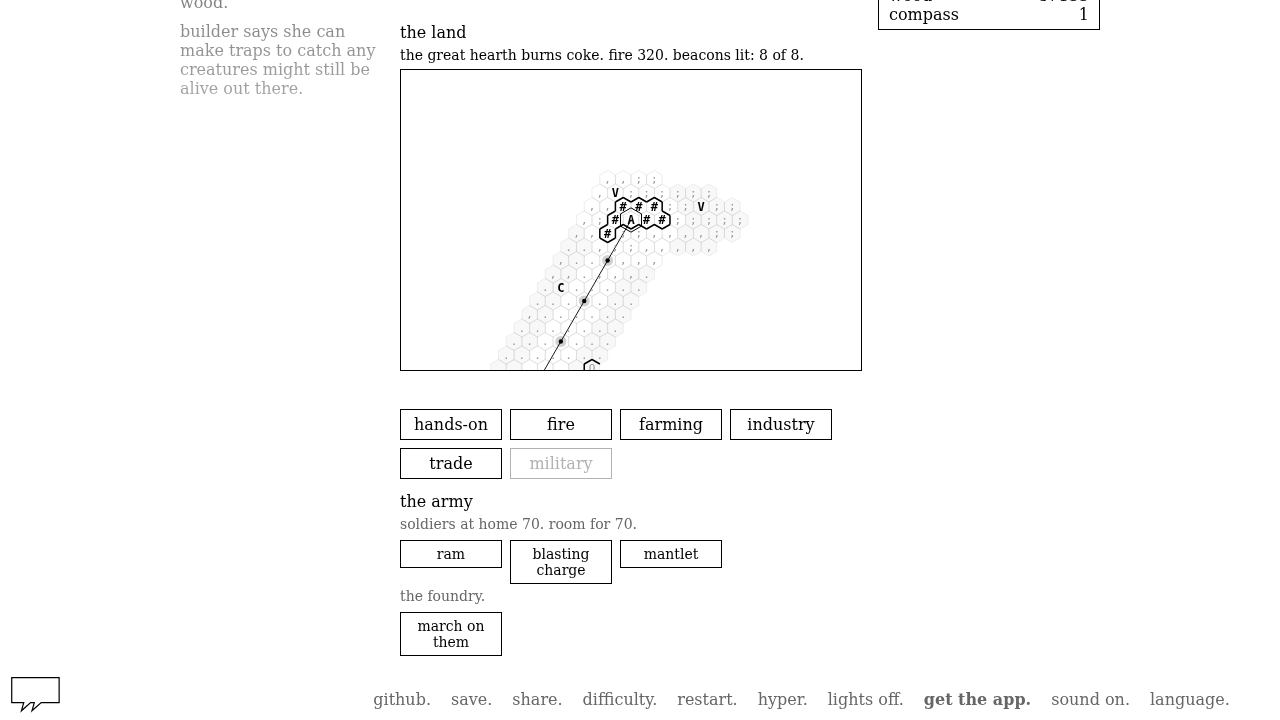 wood.
builder says she can
make traps to catch any
creatures might still be
alive out there.
compass 1
the land
the great hearth burns coke. fire 320. beacons lit: 8 of 8.
V
# # #
V
# A # #
#
C
hands-on fire farming industry
trade military
the army
soldiers at home 70. room for 70.
ram blasting charge mantlet
the foundry.
march on
them
github. save. share. difficulty. restart. hyper. lights off. get the app. sound on. language.